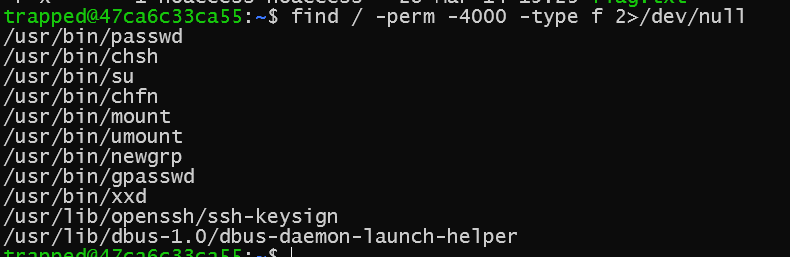 trapped@47ca6c33ca55:~$ find / -perm -4000 -type f 2>/dev/null
/usr/bin/passwd
/usr/bin/chsh
/usr/bin/su
/usr/bin/chfn
/usr/bin/mount
/usr/bin/umount
/usr/bin/newgrp
/usr/bin/gpasswd
/usr/bin/xxd
/usr/lib/openssh/ssh-keysign
/usr/lib/dbus-1.0/dbus-daemon-launch-helper
trapped@47ca6c33ca55:~$